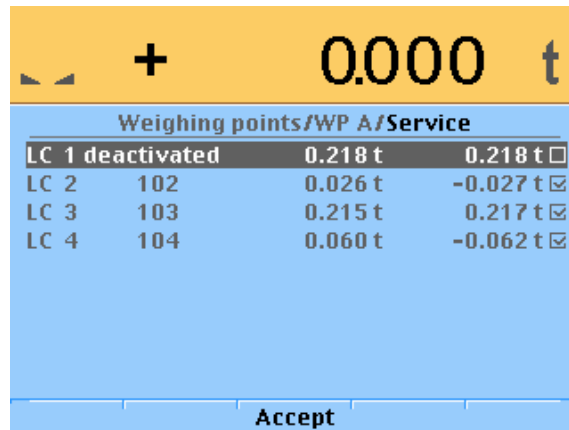 + 0.000 t
Weighing points/WP A/Service
LC 1 deactivated 0.218 t 0.218 t
LC 2 102 0.026 t -0.027 t
LC 3 103 0.215 t 0.217 t
LC 4 104 0.060 t -0.062 t
Accept